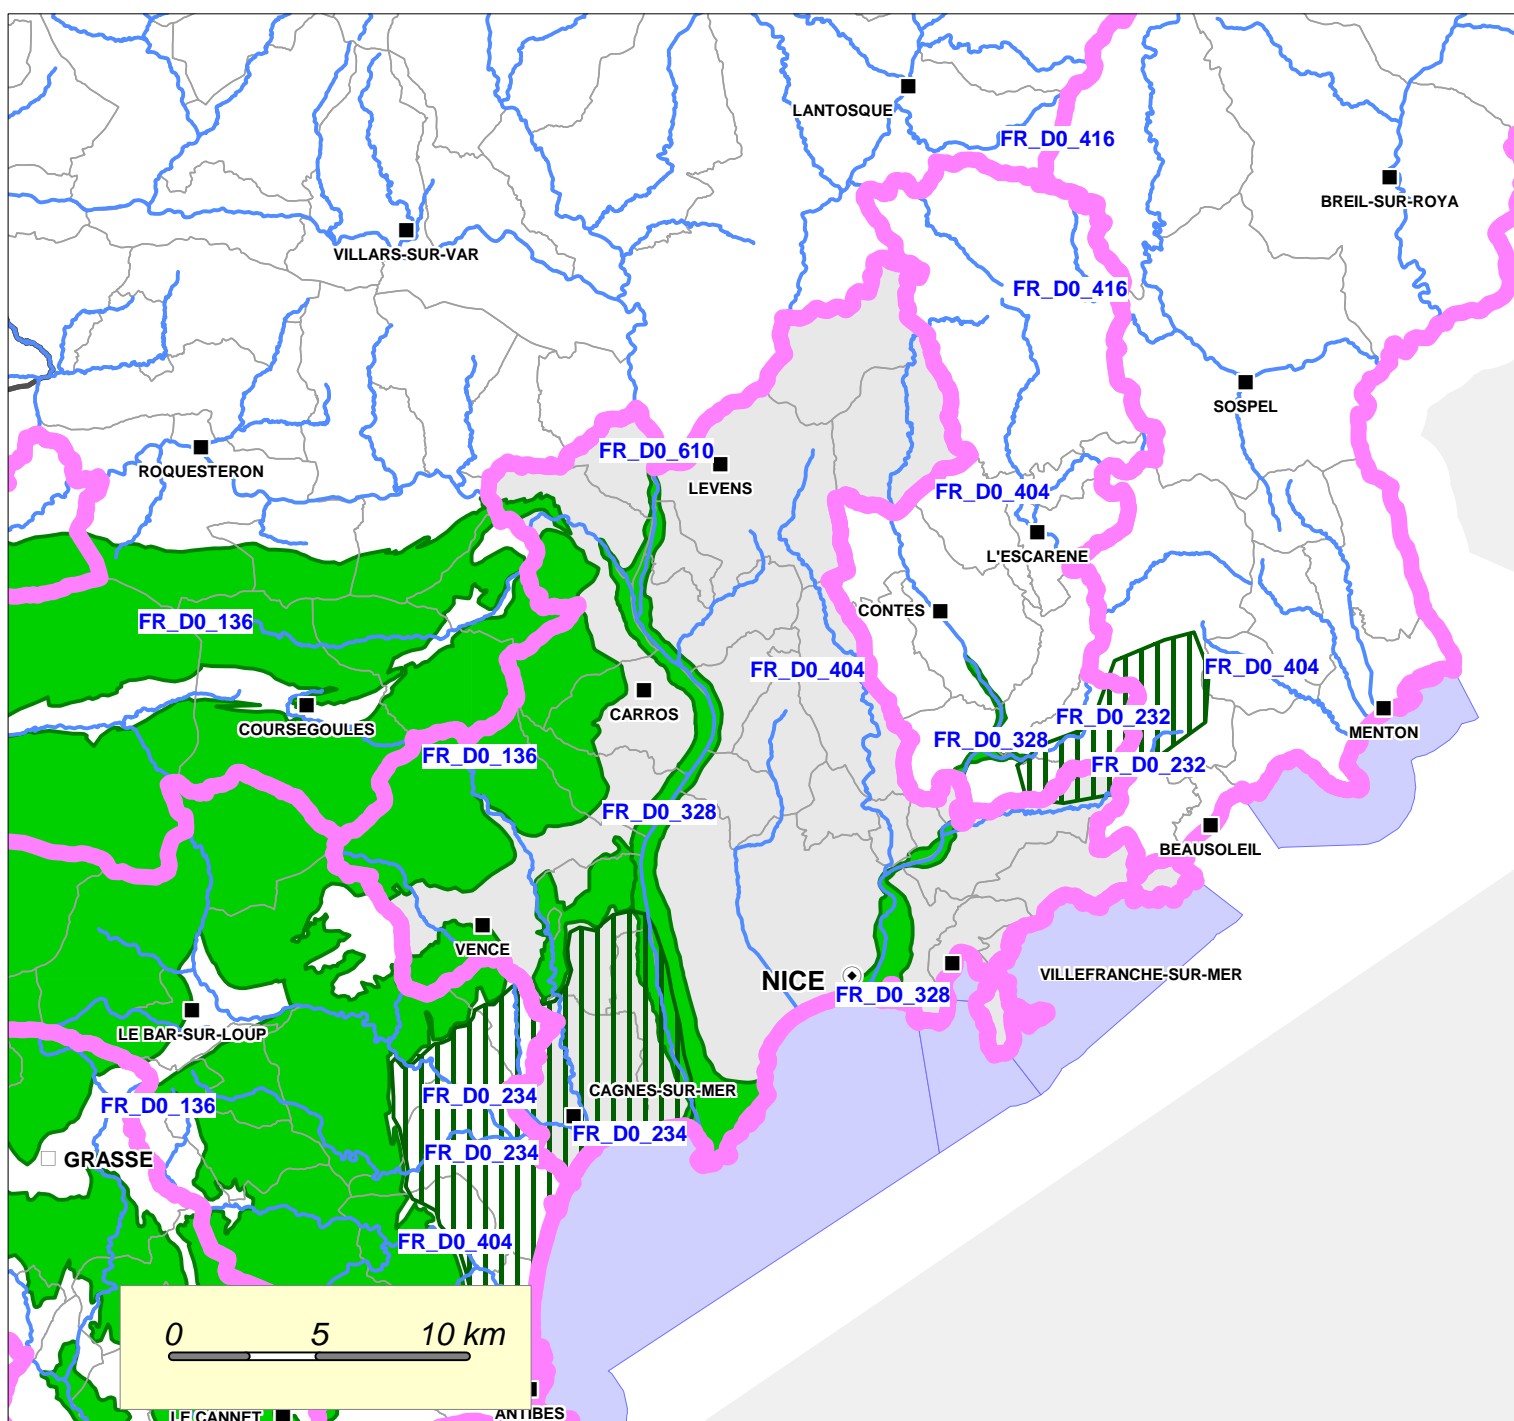 LANTOSQUE
FR_D0_416
BREIL-SUR-ROYA
VILLARS-SUR-VAR
FR_D0_416
SOSPEL
FR_D0_610
ROQUESTERON
LEVENS
FR_D0_404
L'ESCARENE
CONTES
FR_D0_136
FR_D0_404
FR_D0_404
CARROS
FR_D0_232
COURSEGOULES
MENTON
FR_D0_328
FR_D0_136
FR_D0_232
FR_D0_328
BEAUSOLEIL
VENCE
NICE
VILLEFRANCHE-SUR-MER
FR_D0_328
LE BAR-SUR-LOUP
CAGNES-SUR-MER
FR_D0_234
FR_D0_136
FR_D0_234
FR_D0_234
GRASSE
FR_D0_404
0 5 10 km
ANTIBES
LE CANNET